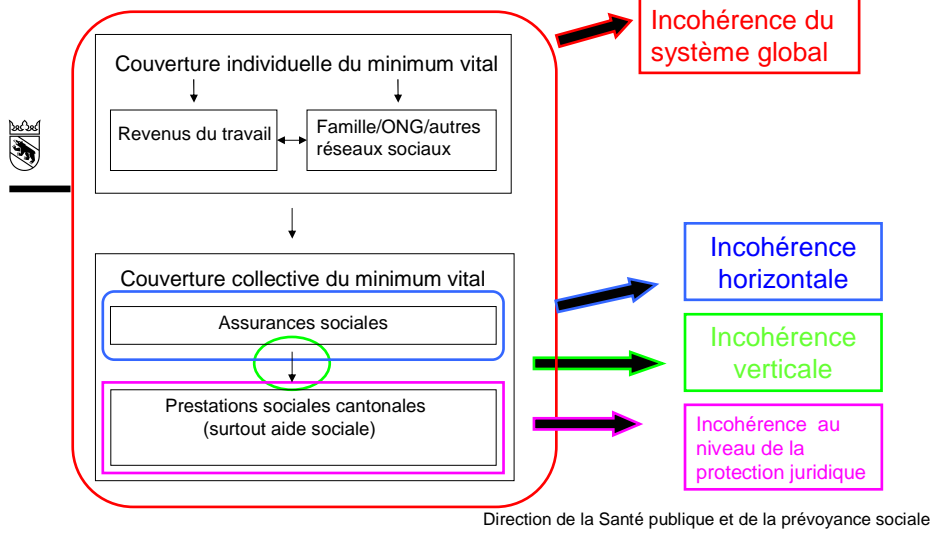 Incohérence du
système global
Couverture individuelle du minimum vital
Revenus du travail
Famille/ONG/autres
réseaux sociaux
Couverture collective du minimum vital
Assurances sociales
Prestations sociales cantonales
(surtout aide sociale)
Incohérence
horizontale
Incohérence
verticale
Incohérence au
niveau de la
protection juridique
Direction de la Santé publique et de la prévoyance sociale